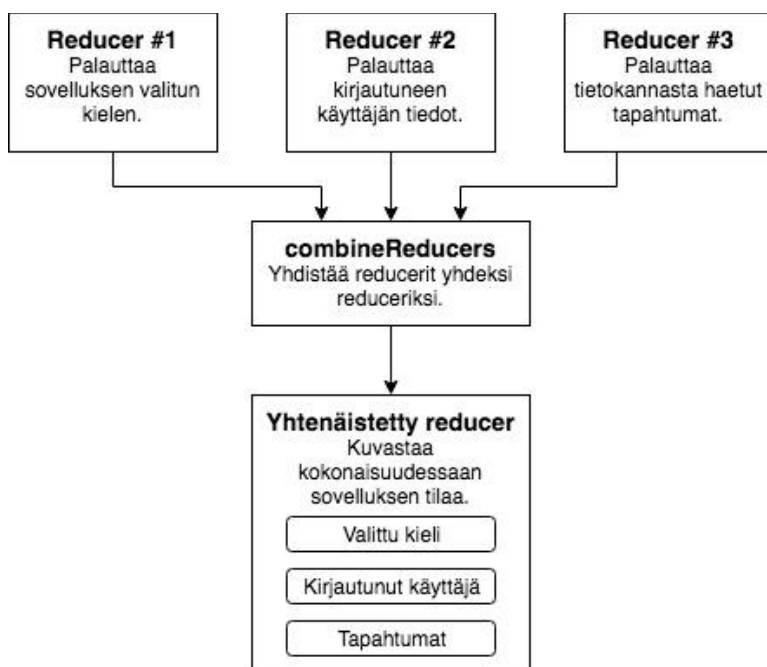 Reducer #1
Palauttaa
sovelluksen valitun
kielen.
Reducer #2
Palauttaa
kirjautuneen
käyttäjän tiedot.
Reducer #3
Palauttaa
tietokannasta haetut
tapahtumat.
combineReducers
Yhdistää reducerit yhdeksi
reduceriksi.
Yhtenäistetty reducer
Kuvastaa
kokonaisuudessaan
sovelluksen tilaa.
Valittu kieli
Kirjautunut käyttäjä
Tapahtumat